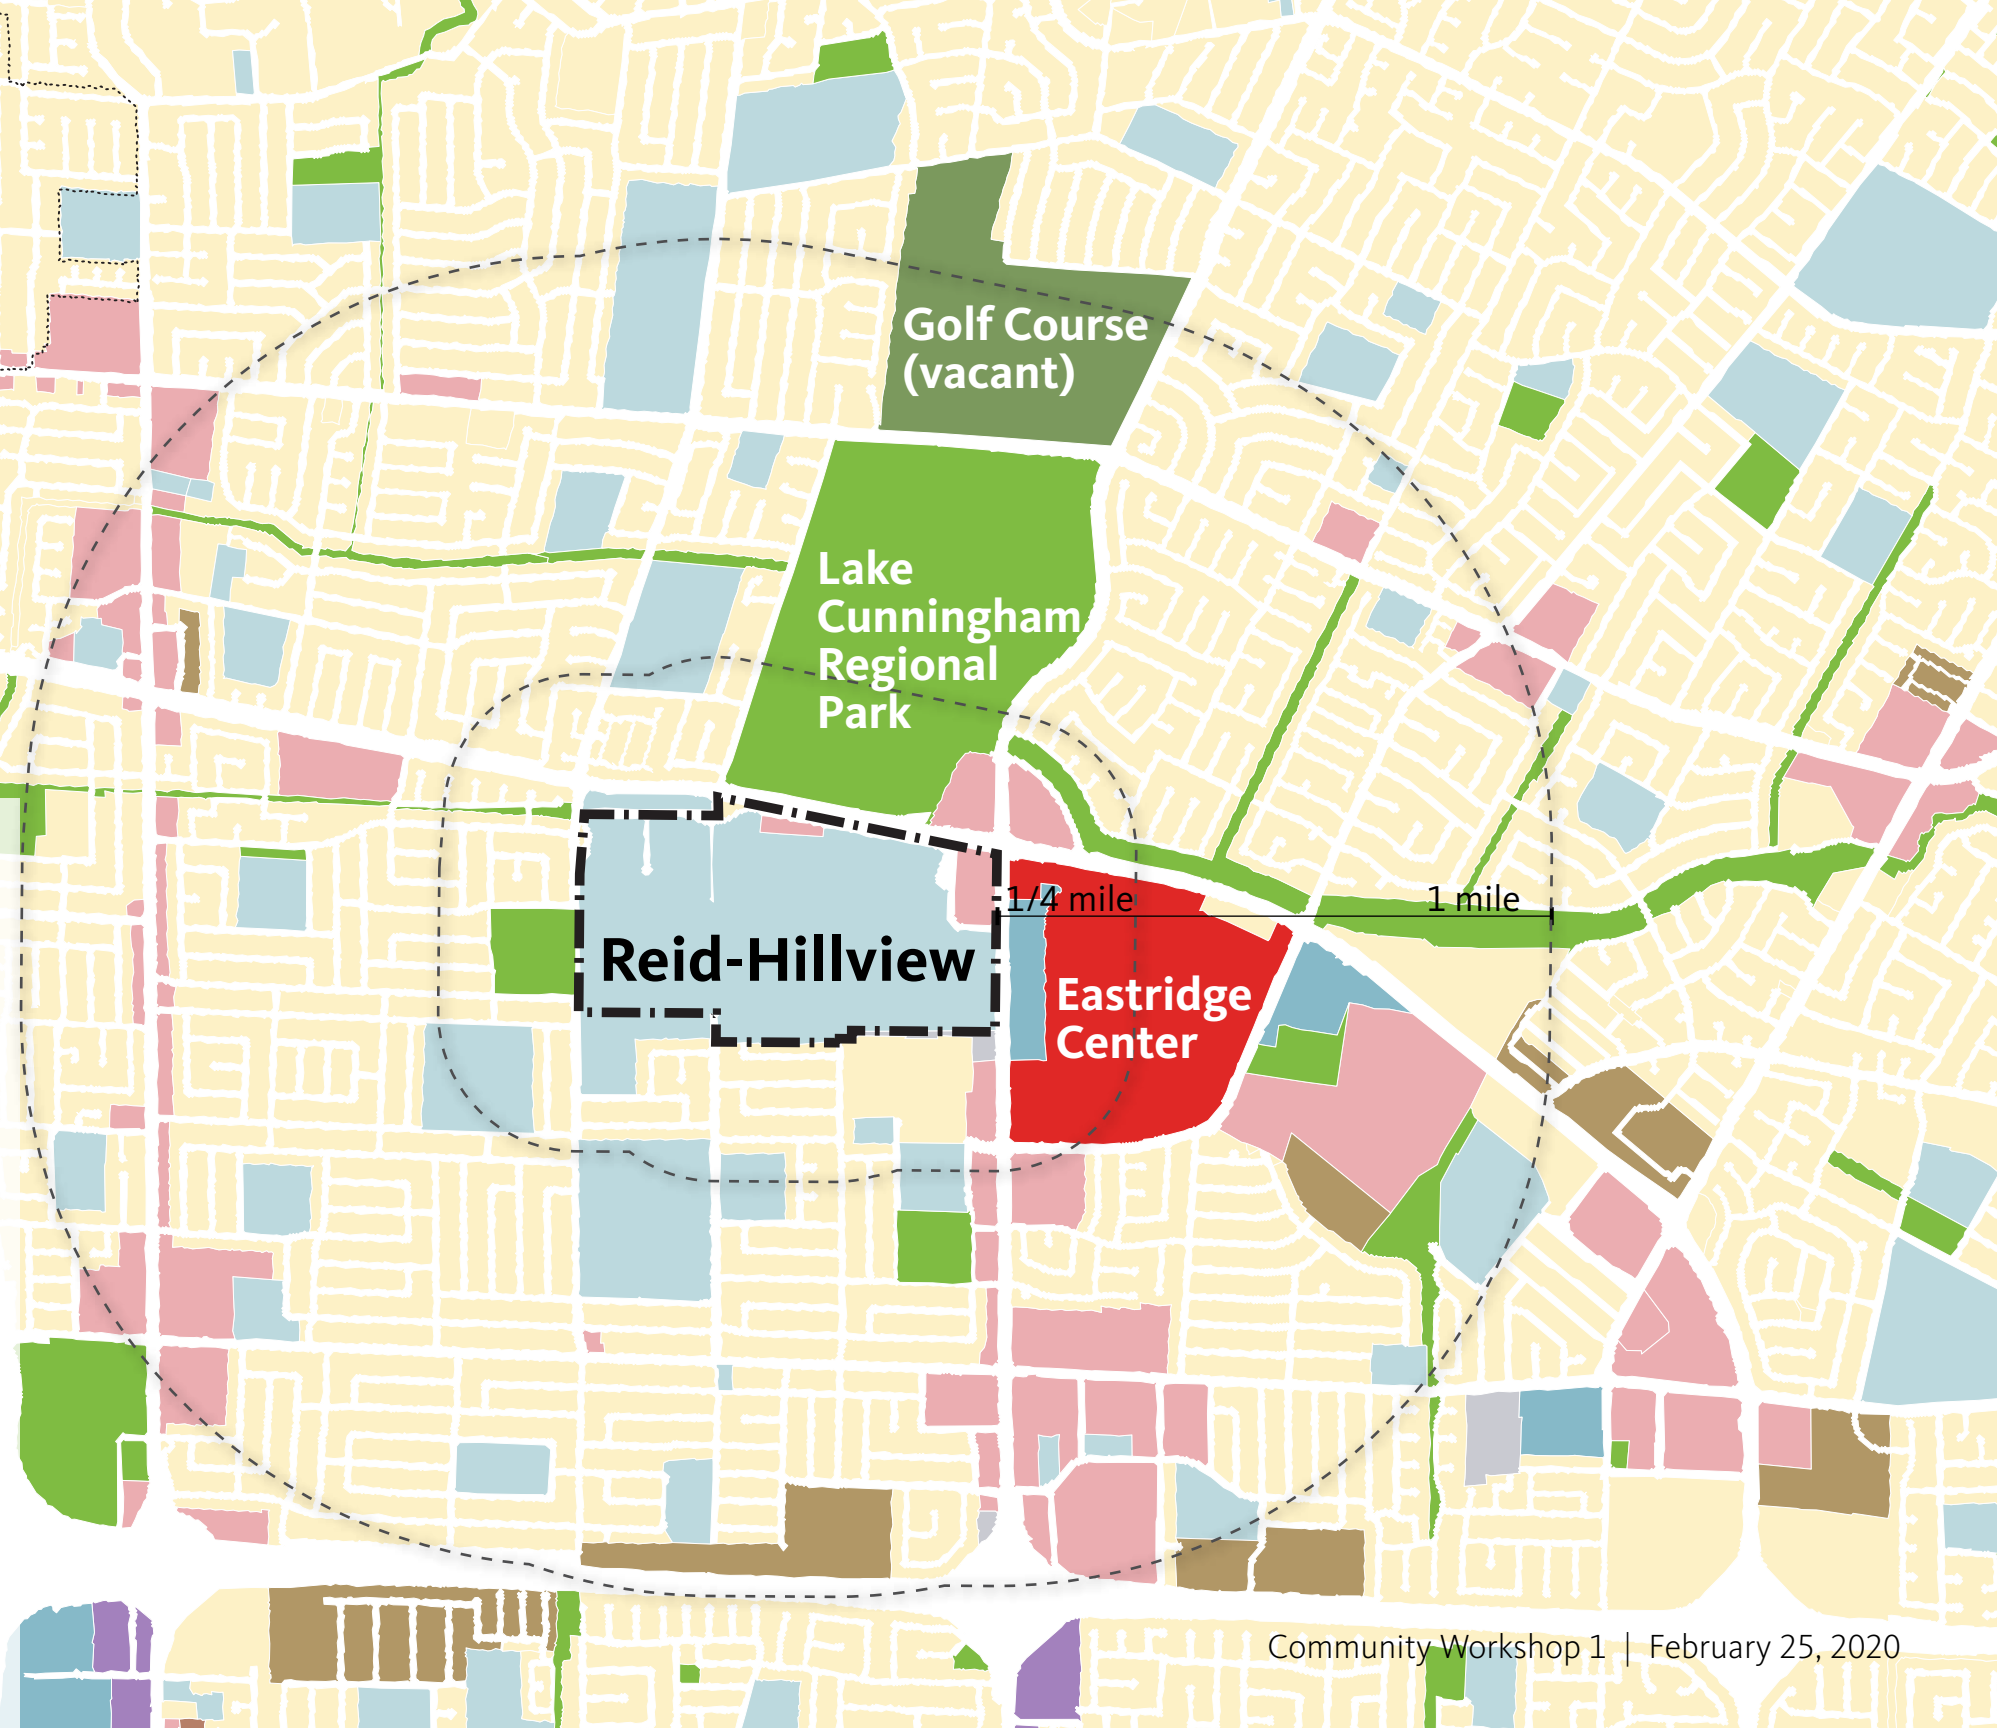 Golf Course
(vacant)
Lake
Cunningham
Regional
Park
1/4 mile
1 mile
Reid-Hillview
Eastridge
Center
Community Workshop 1 | February 25, 2020